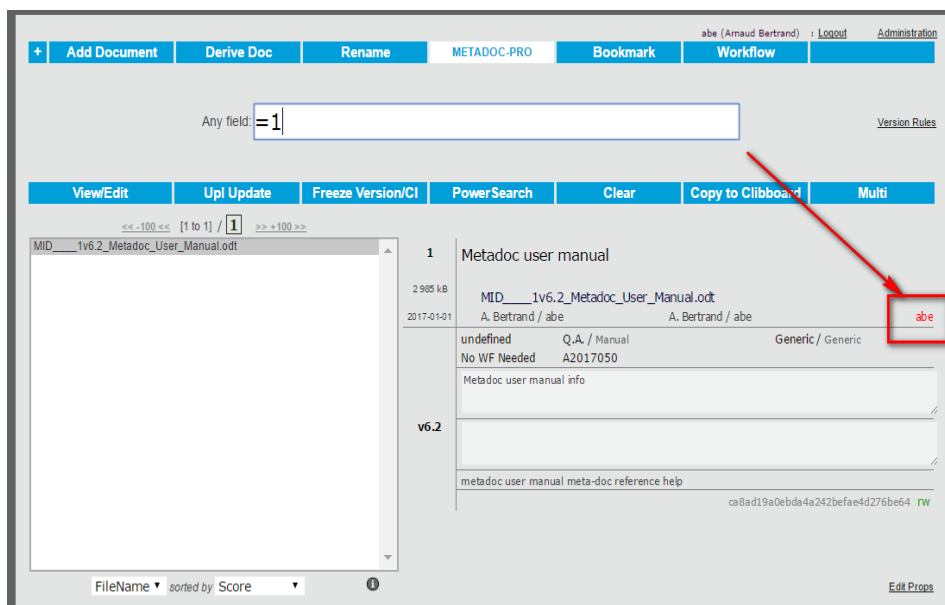 abe (Arnaud Bertrand) : Logout Administration
+ Add Document Derive Doc Rename METADOC-PRO Bookmark Workflow
Any field: =1 Version Rules
View/Edit Upl Update Freeze Version/CI PowerSearch Clear Copy to Clibboard Multi
<< -100 << [1 to 1] / 1 >> +100 >>
MID____1v6.2_Metadoc_User_Manual.odt
1 Metadoc user manual
2 985 kB MID____1v6.2_Metadoc_User_Manual.odt
2017-01-01 A. Bertrand / abe A. Bertrand / abe abe
undefined Q.A. / Manual Generic / Generic
No WF Needed A2017050
Metadoc user manual info
v6.2
metadoc user manual meta-doc reference help
ca8ad19a0ebda4a242befae4d276be64 rw
FileName sorted by Score Edit Props